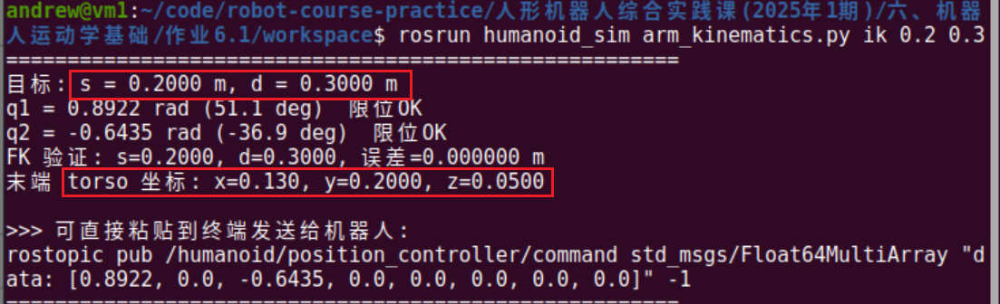 andrew@vm1:~/code/robot-course-practice/人形机器人综合实践课(2025年1期)/六、机器
人运动学基础/作业6.1/workspace$ rosrun humanoid_sim arm_kinematics.py ik 0.2 0.3
=======================================================
目标: s = 0.2000 m, d = 0.3000 m
q1 = 0.8922 rad (51.1 deg)  限位OK
q2 = -0.6435 rad (-36.9 deg)  限位OK
FK 验证: s=0.2000, d=0.3000, 误差=0.000000 m
末端 torso 坐标: x=0.130, y=0.2000, z=0.0500
>>> 可直接粘贴到终端发送给机器人:
rostopic pub /humanoid/position_controller/command std_msgs/Float64MultiArray "d
ata: [0.8922, 0.0, -0.6435, 0.0, 0.0, 0.0, 0.0, 0.0]" -1
=======================================================